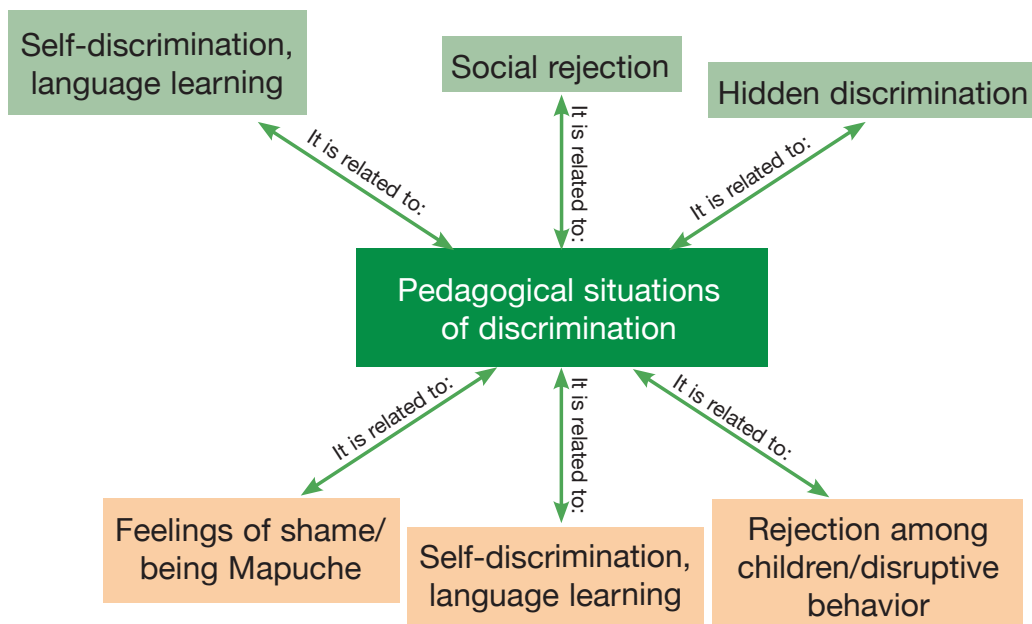 Self-discrimination,
language learning
Social rejection
Hidden discrimination
It is related to:
It is related to:
It is related to:
Pedagogical situations
of discrimination
It is related to:
It is related to:
It is related to:
Feelings of shame/
being Mapuche
Self-discrimination,
language learning
Rejection among
children/disruptive
behavior